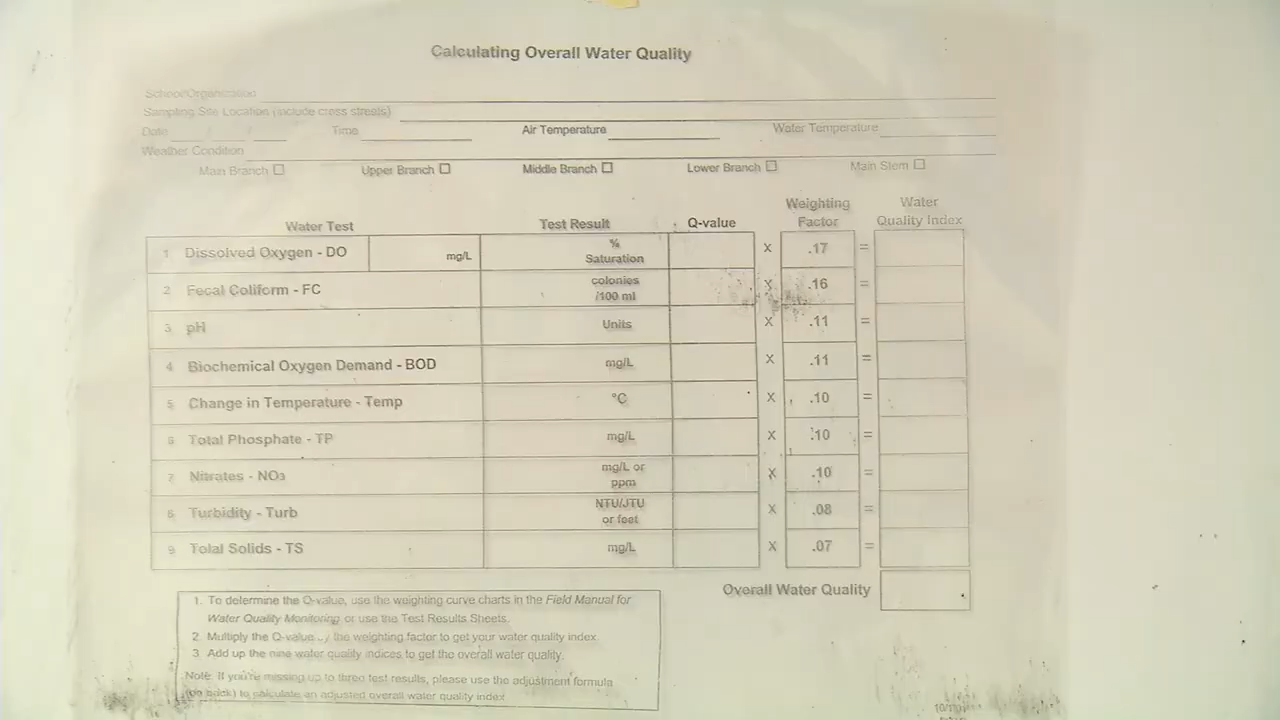 Calculating Overall Water Quality
School/Organization
Sampling Site Location (include cross streets)
Date / / Time Air Temperature Water Temperature
Weather Condition
Main Branch Upper Branch Middle Branch Lower Branch Main Stem
Water Test Test Result Q-value Weighting Factor Water Quality Index
1 Dissolved Oxygen - DO mg/L % Saturation x .17 =
2 Fecal Coliform - FC colonies /100 ml x .16 =
3 pH Units x .11 =
4 Biochemical Oxygen Demand - BOD mg/L x .11 =
5 Change in Temperature - Temp °C x .10 =
6 Total Phosphate - TP mg/L x .10 =
7 Nitrates - NO3 mg/L or ppm x .10 =
8 Turbidity - Turb NTU/JTU or feet x .08 =
9 Total Solids - TS mg/L x .07 =
Overall Water Quality
1. To determine the Q-value, use the weighting curve charts in the Field Manual for
Water Quality Monitoring or use the Test Results Sheets.
2 Multiply the Q-value by the weighting factor to get your water quality index.
3 Add up the nine water quality indices to get the overall water quality.
Note: If you're missing up to three test results, please use the adjustment formula
(on back) to calculate an adjusted overall water quality index